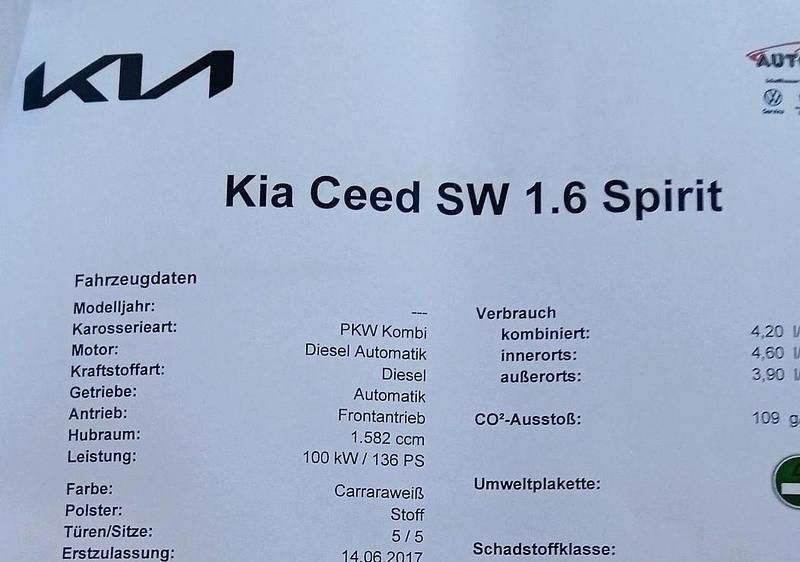 KIA
AUTO
Service
Kia Ceed SW 1.6 Spirit
Fahrzeugdaten
Modelljahr: ---
Karosserieart: PKW Kombi
Motor: Diesel Automatik
Kraftstoffart: Diesel
Getriebe: Automatik
Antrieb: Frontantrieb
Hubraum: 1.582 ccm
Leistung: 100 kW / 136 PS
Farbe: Carraraweiß
Polster: Stoff
Türen/Sitze: 5 / 5
Erstzulassung: 14.06.2017
Verbrauch
kombiniert: 4,20 l/
innerorts: 4,60 l/
außerorts: 3,90 l/
CO²-Ausstoß: 109 g/
Umweltplakette:
Schadstoffklasse: